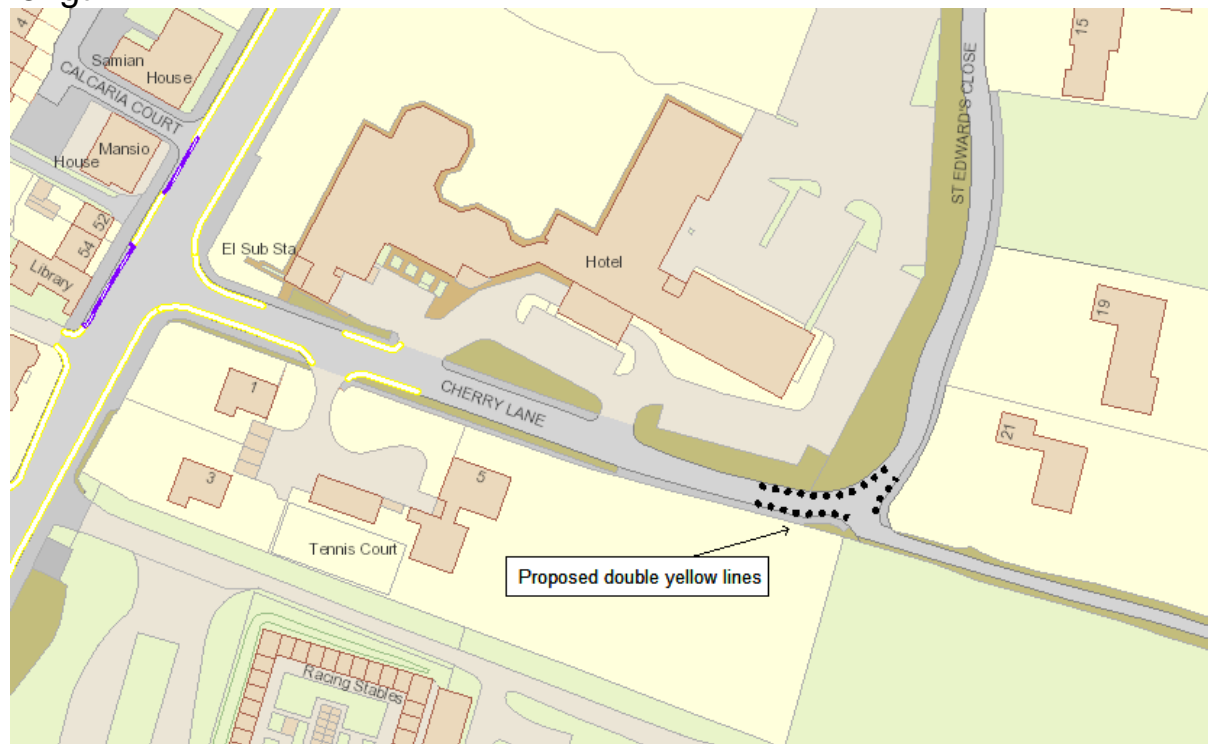 4
Samian
House
CALCARIA COURT
Mansio
House
52
54
Library
El Sub Sta
Hotel
ST EDWARD'S CLOSE
15
19
21
CHERRY LANE
1
3
5
Tennis Court
Proposed double yellow lines
Racing Stables